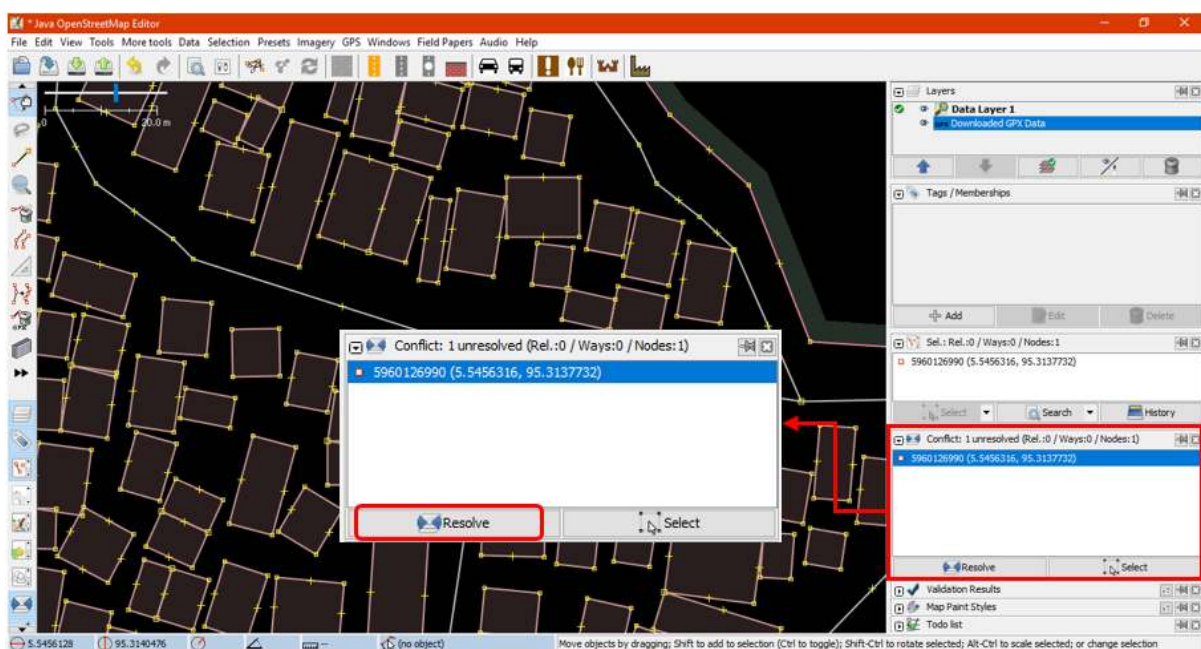 * Java OpenStreetMap Editor
File Edit View Tools More tools Data Selection Presets Imagery GPS Windows Field Papers Audio Help
0 20.0 m
Layers
Data Layer 1
Downloaded GPX Data
Tags / Memberships
Add Edit Delete
Sel.: Rel.:0 / Ways:0 / Nodes:1
5960126990 (5.5456316, 95.3137732)
Select Search History
Conflict: 1 unresolved (Rel.:0 / Ways:0 / Nodes:1)
5960126990 (5.5456316, 95.3137732)
Resolve Select
Conflict: 1 unresolved (Rel.:0 / Ways:0 / Nodes:1)
5960126990 (5.5456316, 95.3137732)
Resolve Select
Validation Results
Map Paint Styles
Todo list
5.5456128 95.3140476 -- (no object) Move objects by dragging; Shift to add to selection (Ctrl to toggle); Shift-Ctrl to rotate selected; Alt-Ctrl to scale selected; or change selection